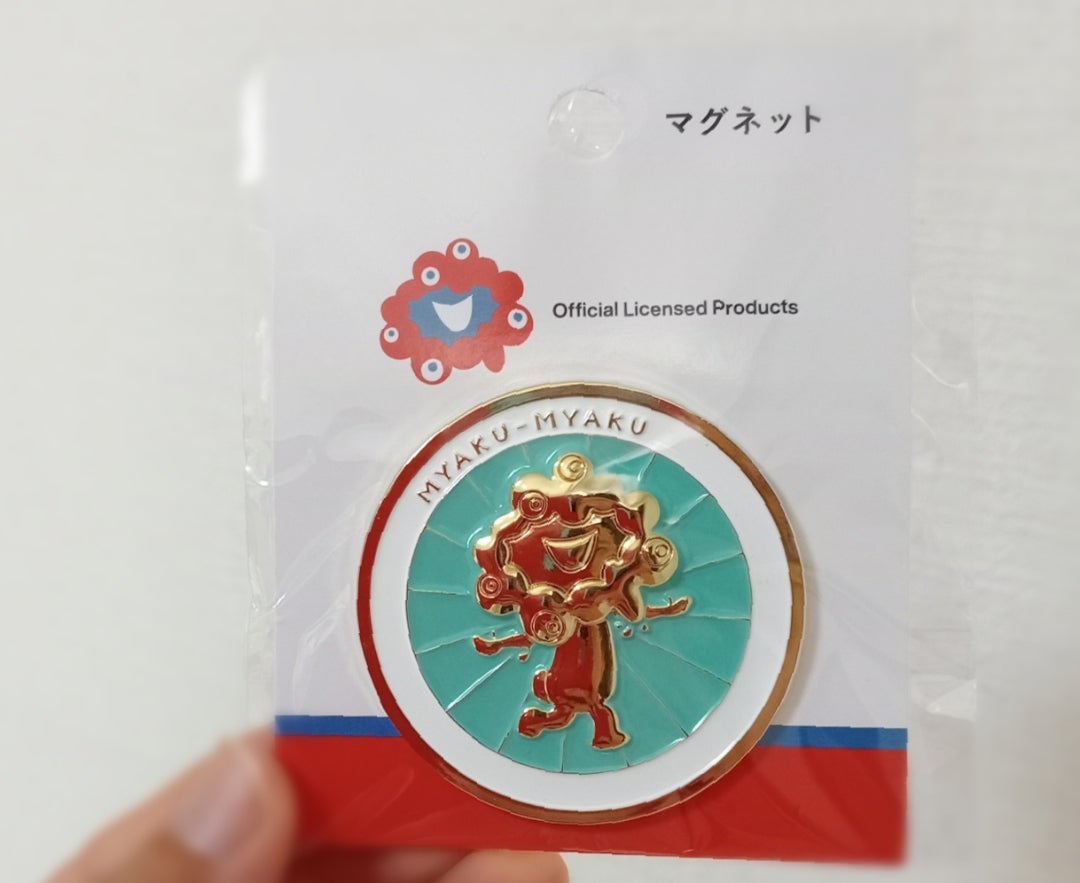 マグネット
Official Licensed Products
MYAKU-MYAKU